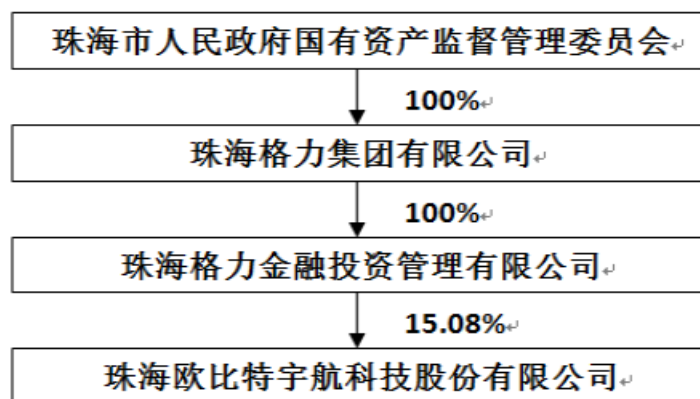 珠海市人民政府国有资产监督管理委员会
100%
珠海格力集团有限公司
100%
珠海格力金融投资管理有限公司
15.08%
珠海欧比特宇航科技股份有限公司